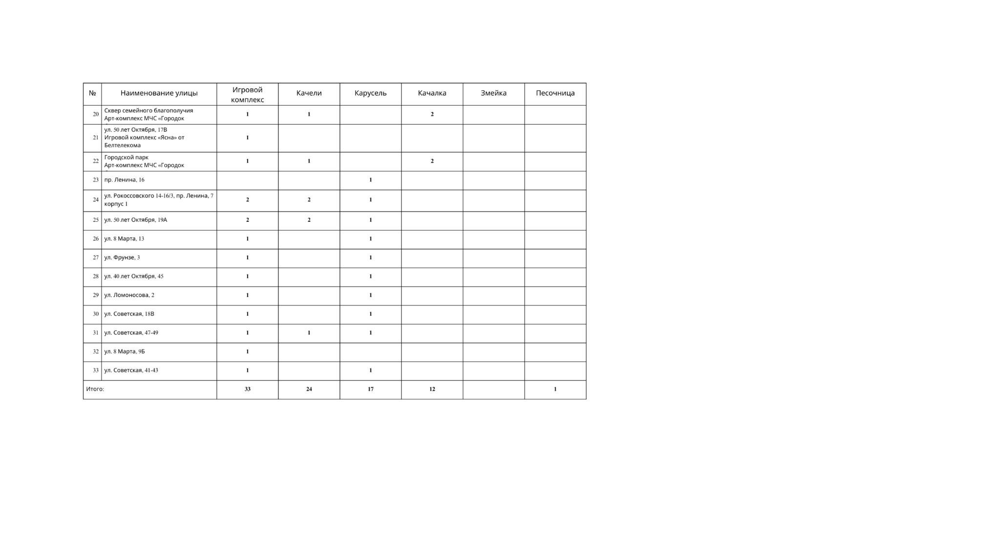 № Наименование улицы Игровой комплекс Качели Карусель Качалка Змейка Песочница
20 Сквер семейного благополучия
Арт-комплекс МЧС «Городок
1 1 2
21 ул. 50 лет Октября, 17В
Игровой комплекс «Ясна» от
Белтелекома
1
22 Городской парк
Арт-комплекс МЧС «Городок
1 1 2
23 пр. Ленина, 16 1
24 ул. Рокоссовского 14-16/3, пр. Ленина, 7
корпус 1
2 2 1
25 ул. 50 лет Октября, 19А 2 2 1
26 ул. 8 Марта, 13 1 1
27 ул. Фрунзе, 3 1 1
28 ул. 40 лет Октября, 45 1 1
29 ул. Ломоносова, 2 1 1
30 ул. Советская, 18В 1 1
31 ул. Советская, 47-49 1 1 1
32 ул. 8 Марта, 9Б 1
33 ул. Советская, 41-43 1 1
Итого: 33 24 17 12 1